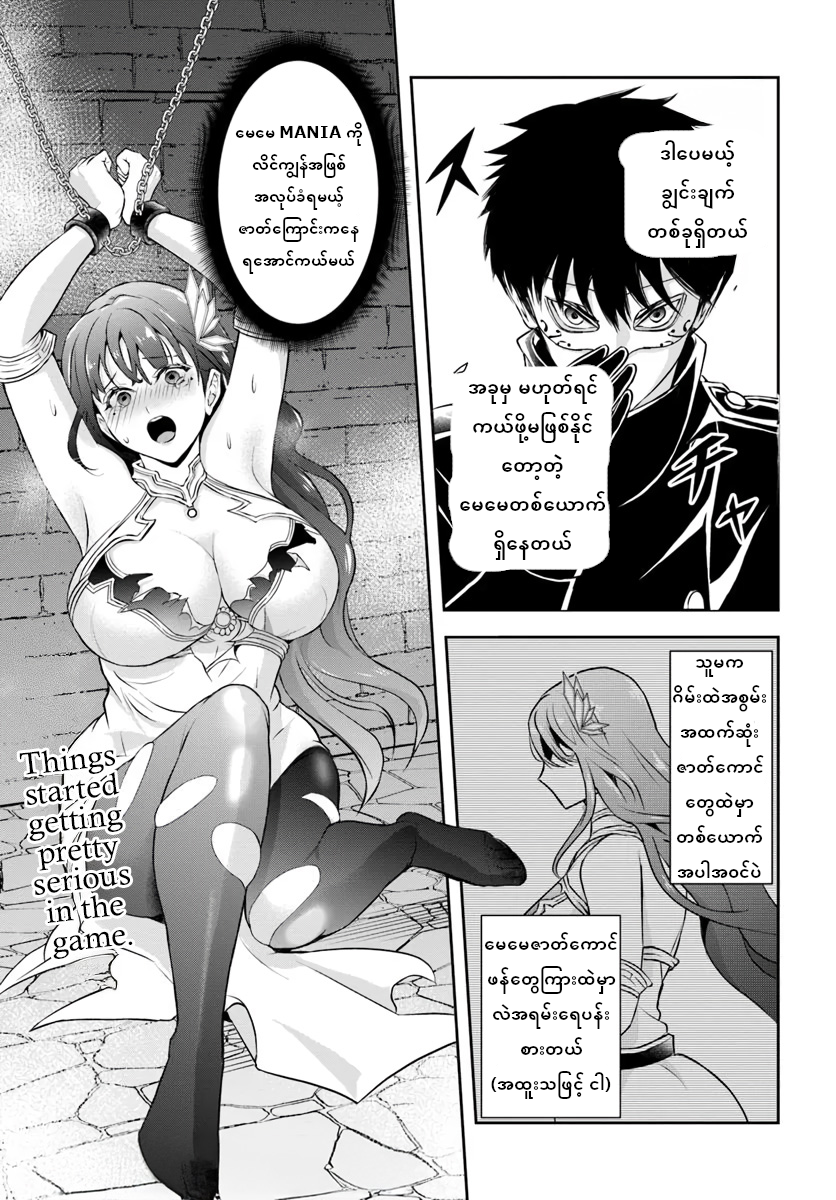 ဒါပေမယ့်
ချွင်းချက်
တစ်ခုရှိတယ်
အခုမှ မဟုတ်ရင်
ကယ်ဖို့မဖြစ်နိုင်
တော့တဲ့
မေမေတစ်ယောက်
ရှိနေတယ်
チャ
သူမက
ဂိမ်းထဲအစွမ်း
အထက်ဆုံး
ဇာတ်ကောင်
တွေထဲမှာ
တစ်ယောက်
အပါအဝင်ပဲ
မေမေဇာတ်ကောင်
ဖန်တွေကြားထဲမှာ
လဲအရမ်းရေပန်း
စားတယ်
(အထူးသဖြင့် ငါ)
မေမေ MANIA ကို
လိင်ကျွန်အဖြစ်
အလုပ်ခံရမယ့်
ဇာတ်ကြောင်းကနေ
ရအောင်ကယ်မယ်
Things
started
getting
pretty
serious
in the
game.